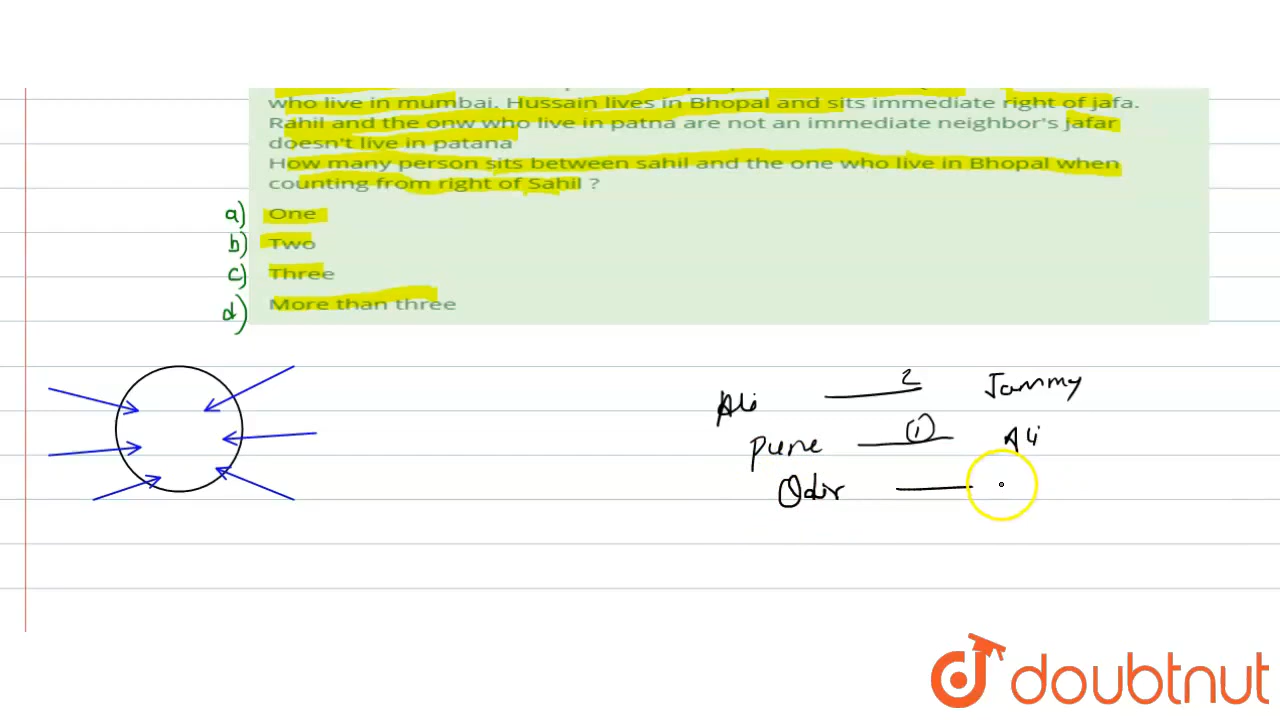 who live in mumbai. Hussain lives in Bhopal and sits immediate right of jafa.
Rahil and the onw who live in patna are not an immediate neighbor's jafar
doesn't live in patana
How many person sits between sahil and the one who live in Bhopal when
counting from right of Sahil ?
a) One
b) Two
c) Three
d) More than three
Ali 2 Jammy
Pune 1 Ali
Odir
doubtnut